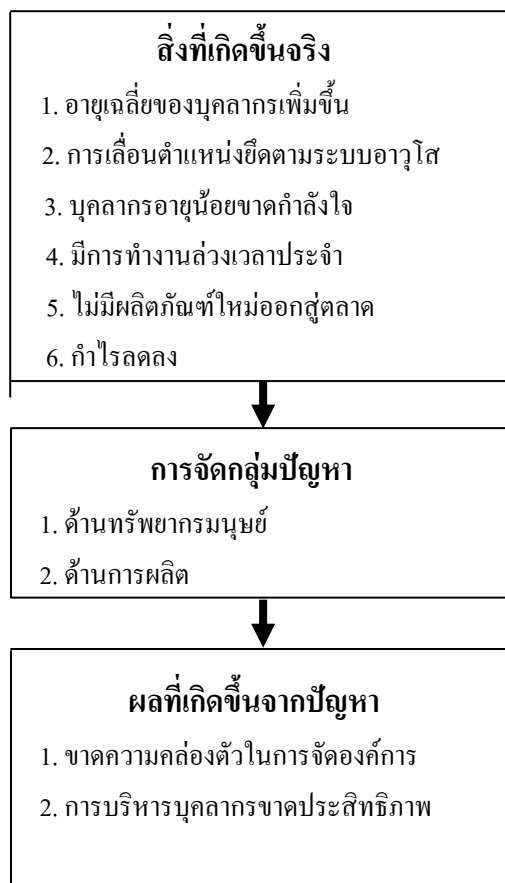 สิ่งที่เกิดขึ้นจริง
1. อายุเฉลี่ยของบุคลากรเพิ่มขึ้น
2. การเลื่อนตำแหน่งยึดตามระบบอาวุโส
3. บุคลากรอายุน้อยขาดกำลังใจ
4. มีการทำงานล่วงเวลาประจำ
5. ไม่มีผลิตภัณฑ์ใหม่ออกสู่ตลาด
6. กำไรลดลง
การจัดกลุ่มปัญหา
1. ด้านทรัพยากรมนุษย์
2. ด้านการผลิต
ผลที่เกิดขึ้นจากปัญหา
1. ขาดความคล่องตัวในการจัดองค์การ
2. การบริหารบุคลากรขาดประสิทธิภาพ